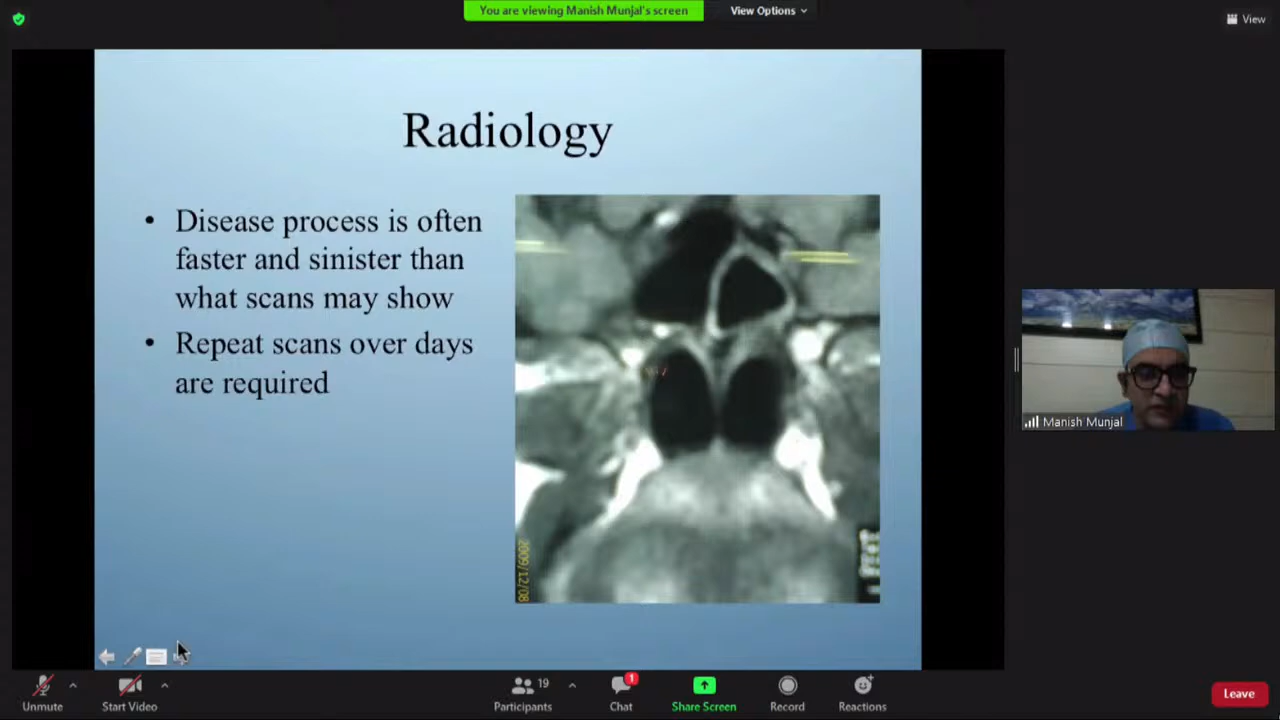 You are viewing Manish Munjal's screen
View Options
View
Radiology
• Disease process is often
faster and sinister than
what scans may show
• Repeat scans over days
are required
2009/12/08
Manish Munjal
Unmute
Start Video
19
Participants
1
Chat
Share Screen
Record
Reactions
Leave